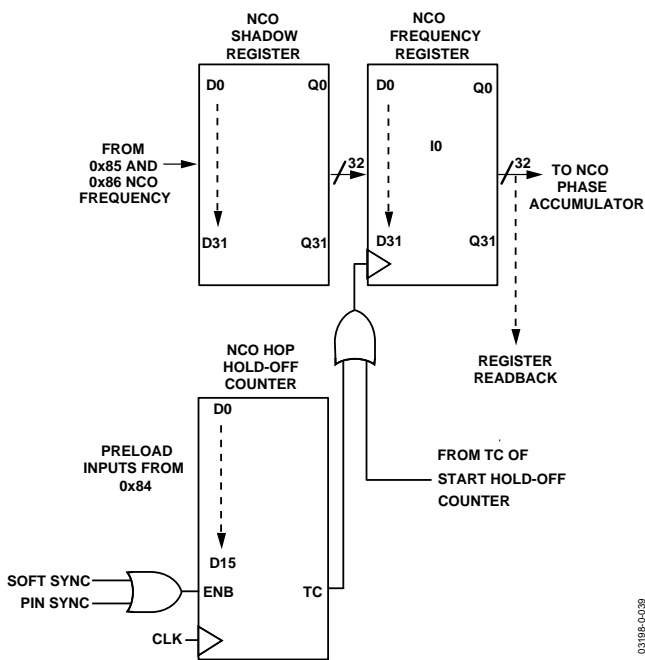 NCO
SHADOW
REGISTER
NCO
FREQUENCY
REGISTER
D0
Q0
D0
Q0
I0
FROM
0x85 AND
0x86 NCO
FREQUENCY
32
32
TO NCO
PHASE
ACCUMULATOR
D31
Q31
D31
Q31
NCO HOP
HOLD-OFF
COUNTER
REGISTER
READBACK
D0
PRELOAD
INPUTS FROM
0x84
FROM TC OF
START HOLD-OFF
COUNTER
D15
SOFT SYNC
PIN SYNC
ENB
TC
CLK
03198-0-039